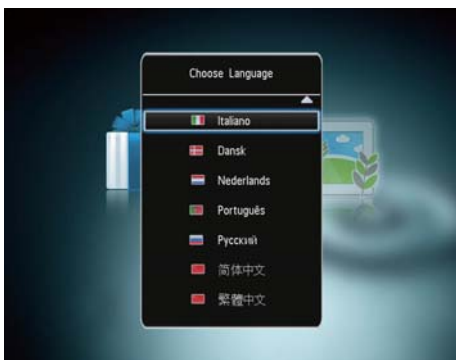 Choose Language
Italiano
Dansk
Nederlands
Português
Русский
简体中文
繁體中文